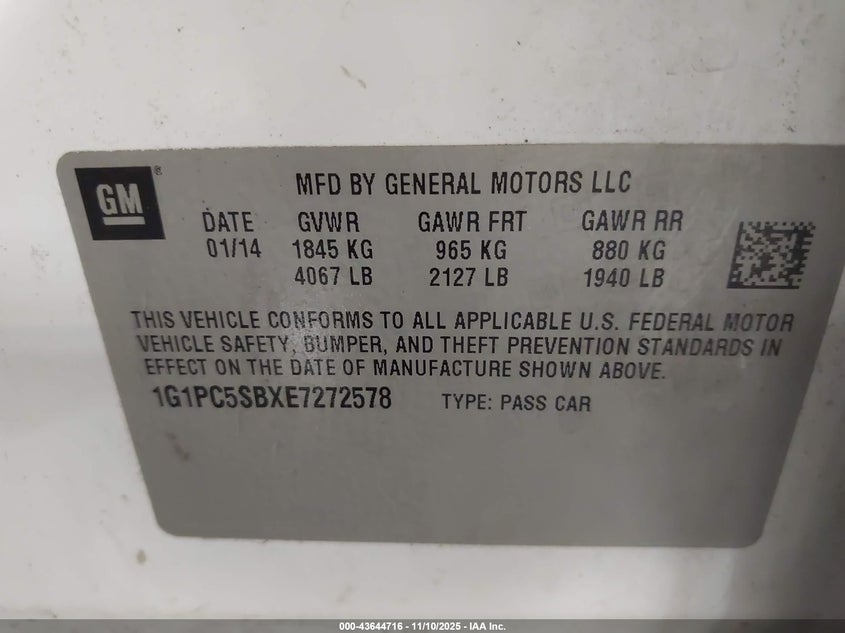 GM®
MFD BY GENERAL MOTORS LLC
DATE GVWR GAWR FRT GAWR RR
01/14 1845 KG 965 KG 880 KG
4067 LB 2127 LB 1940 LB
THIS VEHICLE CONFORMS TO ALL APPLICABLE U.S. FEDERAL MOTOR
VEHICLE SAFETY, BUMPER, AND THEFT PREVENTION STANDARDS IN
EFFECT ON THE DATE OF MANUFACTURE SHOWN ABOVE.
1G1PC5SBXE7272578 TYPE: PASS CAR
000-43644716 - 11/10/2025 - IAA Inc.